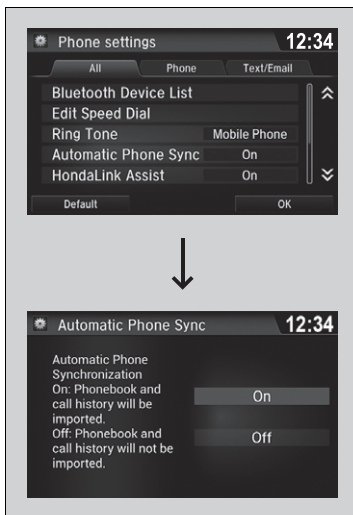 Phone settings 12:34
All Phone Text/Email
Bluetooth Device List
Edit Speed Dial
Ring Tone Mobile Phone
Automatic Phone Sync On
HondaLink Assist On
Default OK
Automatic Phone Sync 12:34
Automatic Phone
Synchronization
On: Phonebook and
call history will be
imported.
Off: Phonebook and
call history will not be
imported.
On
Off